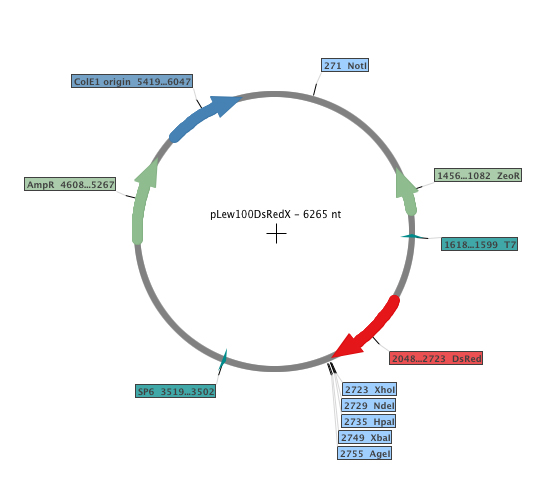 271 NotI
ColE1 origin 5419...6047
1456...1082 ZeoR
AmpR 4608...5267
pLew100DsRedX - 6265 nt
1618...1599 T7
2048...2723 DsRed
SP6 3519...3502
2723 XhoI
2729 NdeI
2735 HpaI
2749 XbaI
2755 AgeI